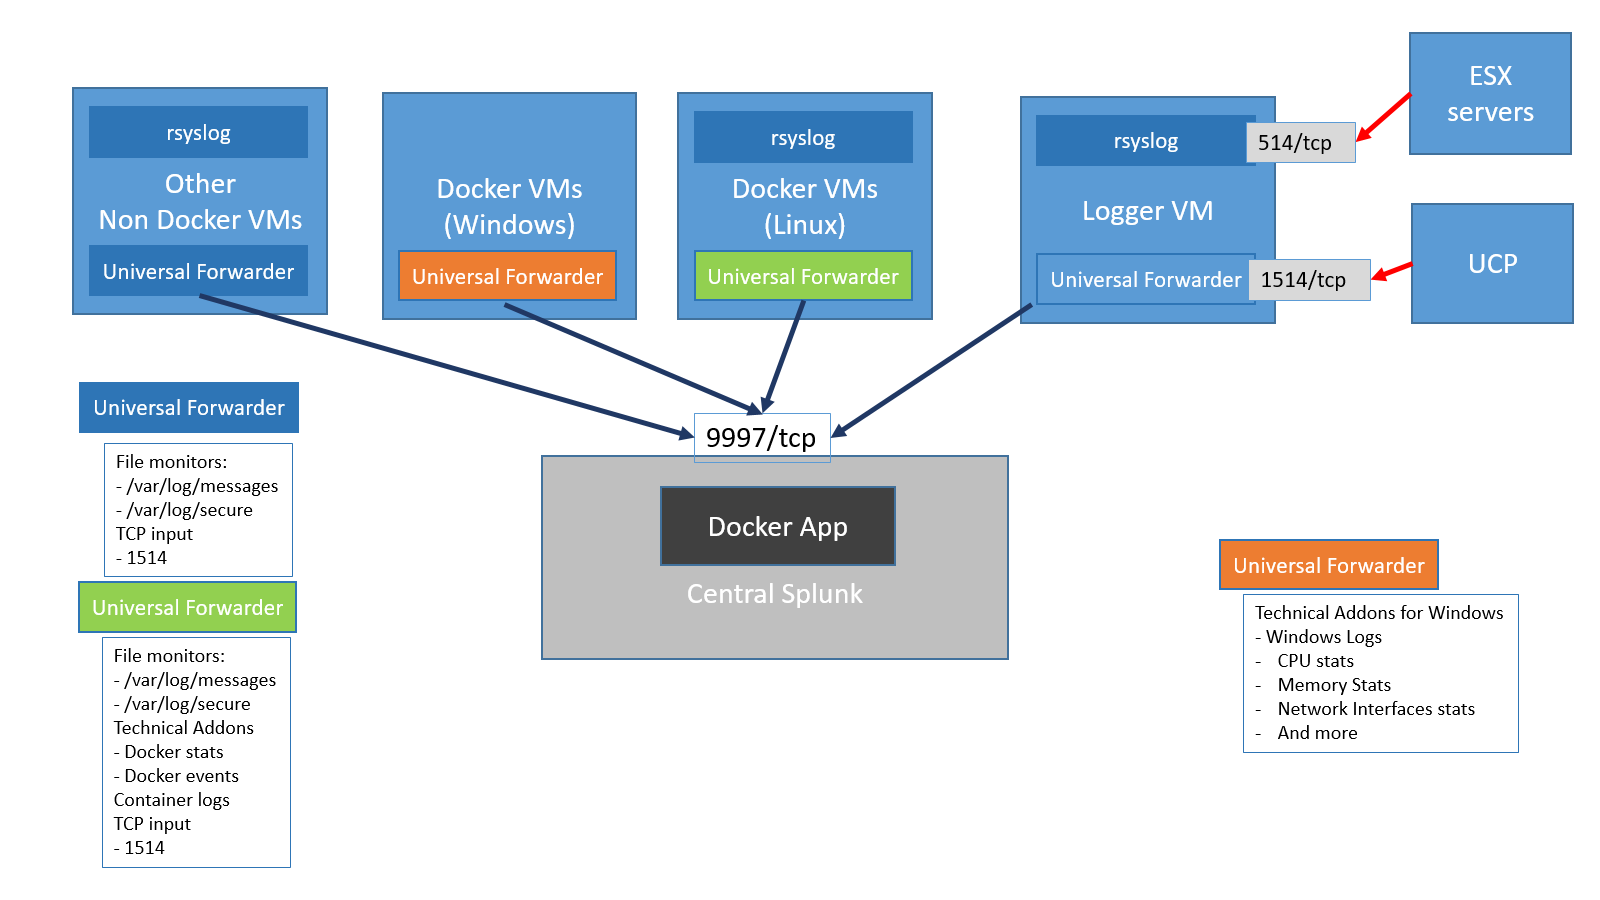 rsyslog
Other
Non Docker VMs
Universal Forwarder
Docker VMs
(Windows)
Universal Forwarder
rsyslog
Docker VMs
(Linux)
Universal Forwarder
rsyslog
514/tcp
Logger VM
Universal Forwarder
1514/tcp
ESX
servers
UCP
9997/tcp
Docker App
Central Splunk
Universal Forwarder
File monitors:
- /var/log/messages
- /var/log/secure
TCP input
- 1514
Universal Forwarder
File monitors:
- /var/log/messages
- /var/log/secure
Technical Addons
- Docker stats
- Docker events
Container logs
TCP input
- 1514
Universal Forwarder
Technical Addons for Windows
- Windows Logs
- CPU stats
- Memory Stats
- Network Interfaces stats
- And more